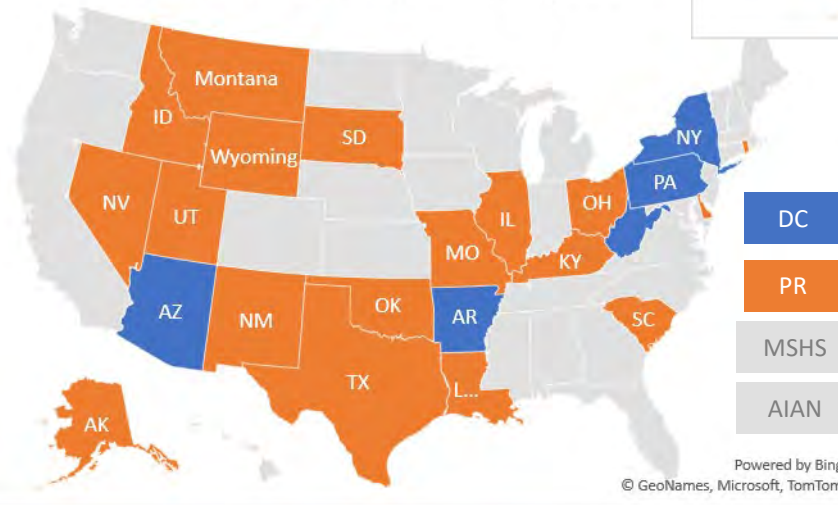 Montana
ID
SD
Wyoming
NY
PA
NV
UT
IL
OH
DC
MO
KY
PR
AZ
NM
OK
AR
SC
MSHS
TX
L...
AIAN
AK
Powered by Bing
© GeoNames, Microsoft, TomTom